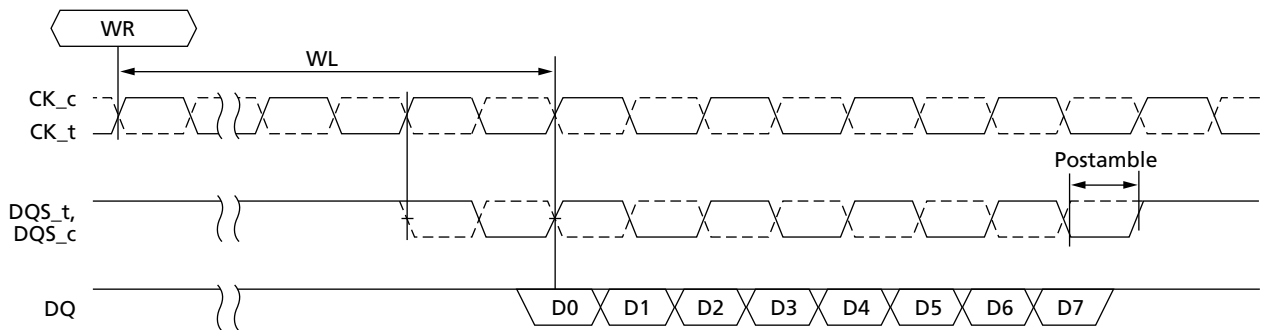 WR
WL
CK_c
CK_t
Postamble
DQS_t,
DQS_c
DQ
D0 D1 D2 D3 D4 D5 D6 D7